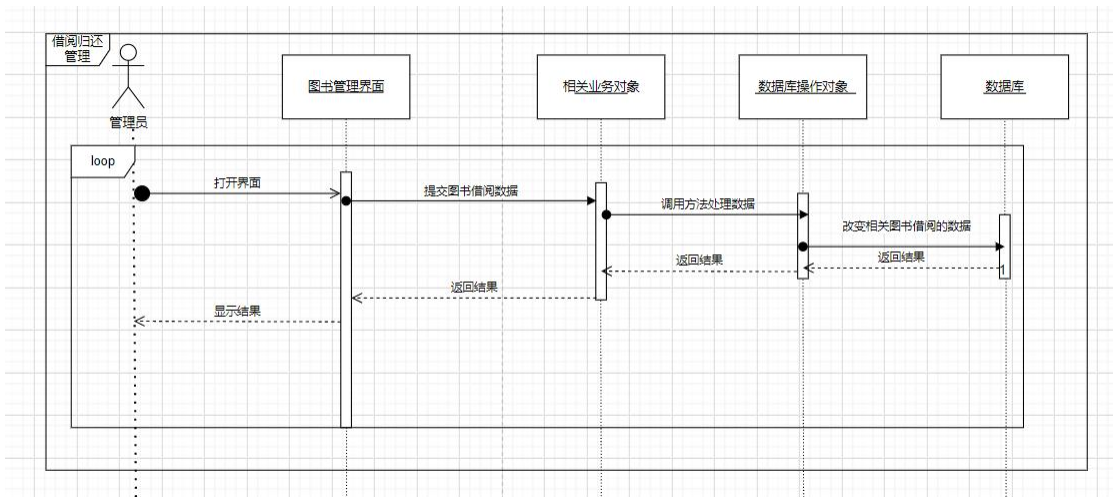 借阅归还
管理
管理员
图书管理界面
相关业务对象
数据库操作对象
数据库
loop
打开界面
提交图书借阅数据
调用方法处理数据
改变相关图书借阅的数据
返回结果
返回结果
返回结果
显示结果
1